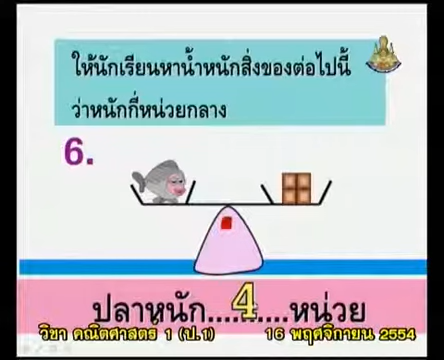 ให้นักเรียนหาน้ำหนักสิ่งของต่อไปนี้
ว่าหนักกี่หน่วยกลาง
6.
ปลาหนัก....4....หน่วย
วิชา คณิตศาสตร์ 1 (ป.1) 16 พฤศจิกายน 2554